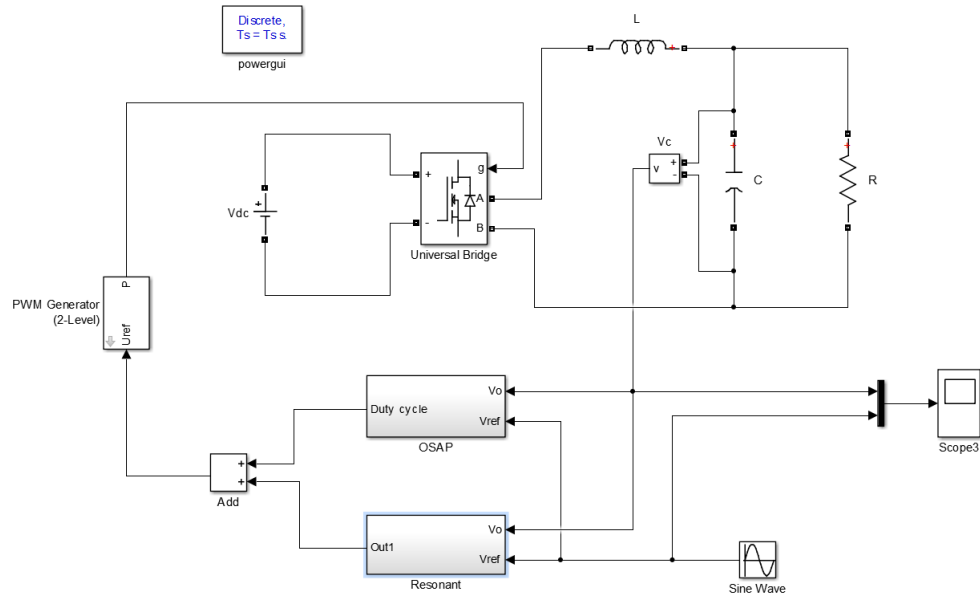 Discrete,
Ts = Ts s.
powergui
L
Vc
+
-
v
C
R
Vdc
+
+
-
g
A
B
Universal Bridge
PWM Generator
(2-Level)
P
Uref
Duty cycle
Vo
Vref
OSAP
Scope3
+
+
Add
Out1
Vo
Vref
Resonant
Sine Wave